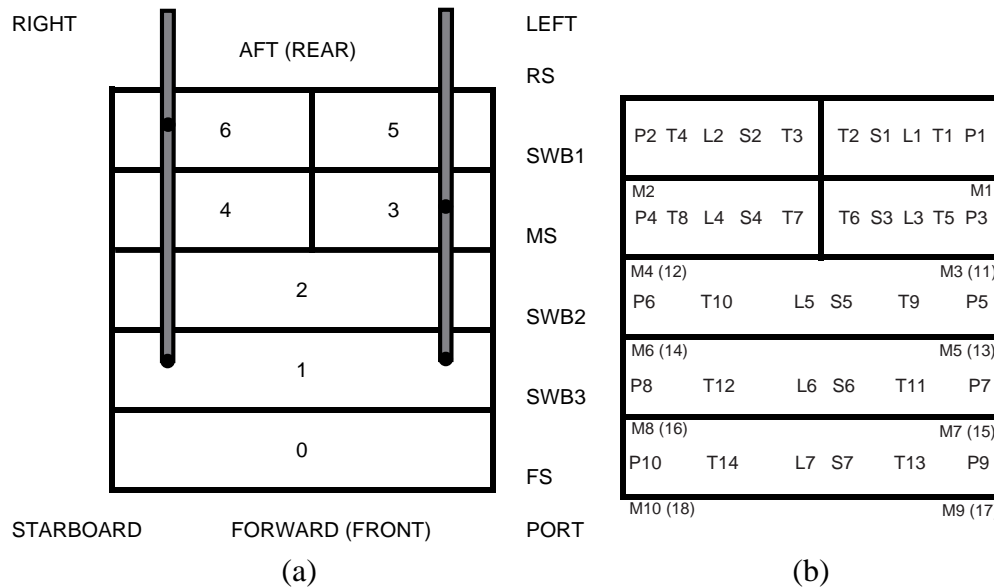 RIGHT
LEFT
AFT (REAR)
RS
6
5
SWB1
4
3
MS
2
SWB2
1
SWB3
0
FS
STARBOARD
FORWARD (FRONT)
PORT
(a)
P2 T4 L2 S2 T3
T2 S1 L1 T1 P1
M2
M1
P4 T8 L4 S4 T7
T6 S3 L3 T5 P3
M4 (12)
M3 (11)
P6 T10 L5 S5 T9 P5
M6 (14)
M5 (13)
P8 T12 L6 S6 T11 P7
M8 (16)
M7 (15)
P10 T14 L7 S7 T13 P9
M10 (18)
M9 (17
(b)